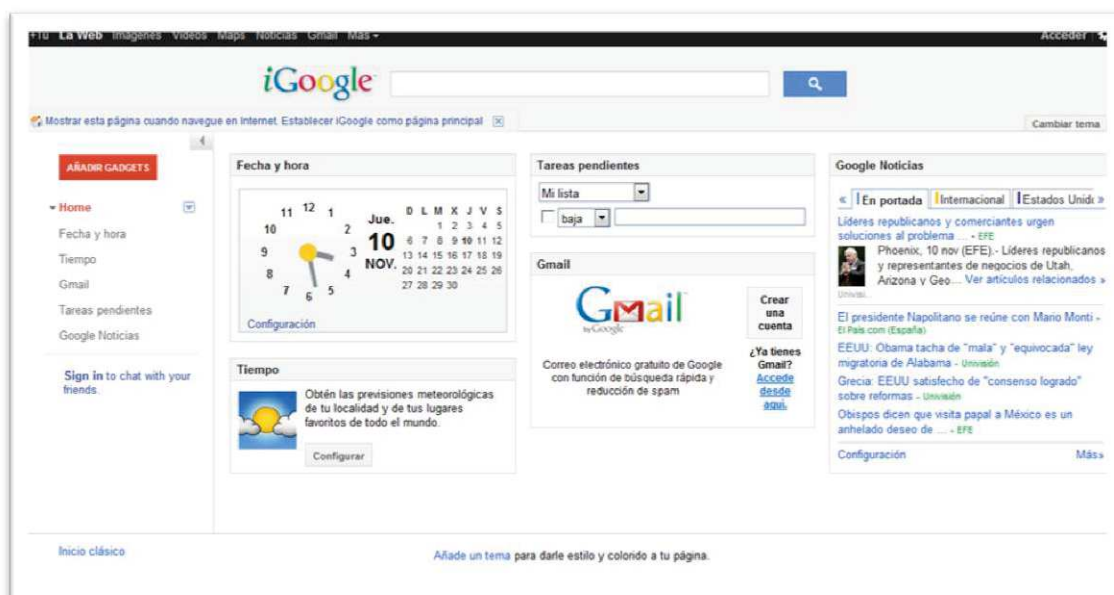 +Tú La Web Imágenes Vídeos Maps Noticias Gmail Más
Acceder
iGoogle
Mostrar esta página cuando navegue en Internet. Establecer iGoogle como página principal
Cambiar tema
AÑADIR GADGETS
Home
Fecha y hora
Tiempo
Gmail
Tareas pendientes
Google Noticias
Sign in to chat with your
friends.
Fecha y hora
12
11 1
10 2
9 3
8 4
7 6 5
Jue.
10
NOV.
D L M X J V S
1 2 3 4 5
6 7 8 9 10 11 12
13 14 15 16 17 18 19
20 21 22 23 24 25 26
27 28 29 30
Configuración
Tiempo
Obtén las previsiones meteorológicas
de tu localidad y de tus lugares
favoritos de todo el mundo.
Configurar
Tareas pendientes
Mi lista
baja
Gmail
Gmail
by Google
Correo electrónico gratuito de Google
con función de búsqueda rápida y
reducción de spam
Crear
una
cuenta
¿Ya tienes
Gmail?
Accede
desde
aquí.
Google Noticias
« En portada Internacional Estados Unido »
Líderes republicanos y comerciantes urgen
soluciones al problema ... - EFE
Phoenix, 10 nov (EFE).- Líderes republicanos
y representantes de negocios de Utah,
Arizona y Geo... Ver artículos relacionados »
Univisi...
El presidente Napolitano se reúne con Mario Monti -
El País.com (España)
EEUU: Obama tacha de "mala" y "equivocada" ley
migratoria de Alabama - Univisión
Grecia: EEUU satisfecho de "consenso logrado"
sobre reformas - Univisión
Obispos dicen que visita papal a México es un
anhelado deseo de ... - EFE
Configuración Más»
Inicio clásico
Añade un tema para darle estilo y colorido a tu página.